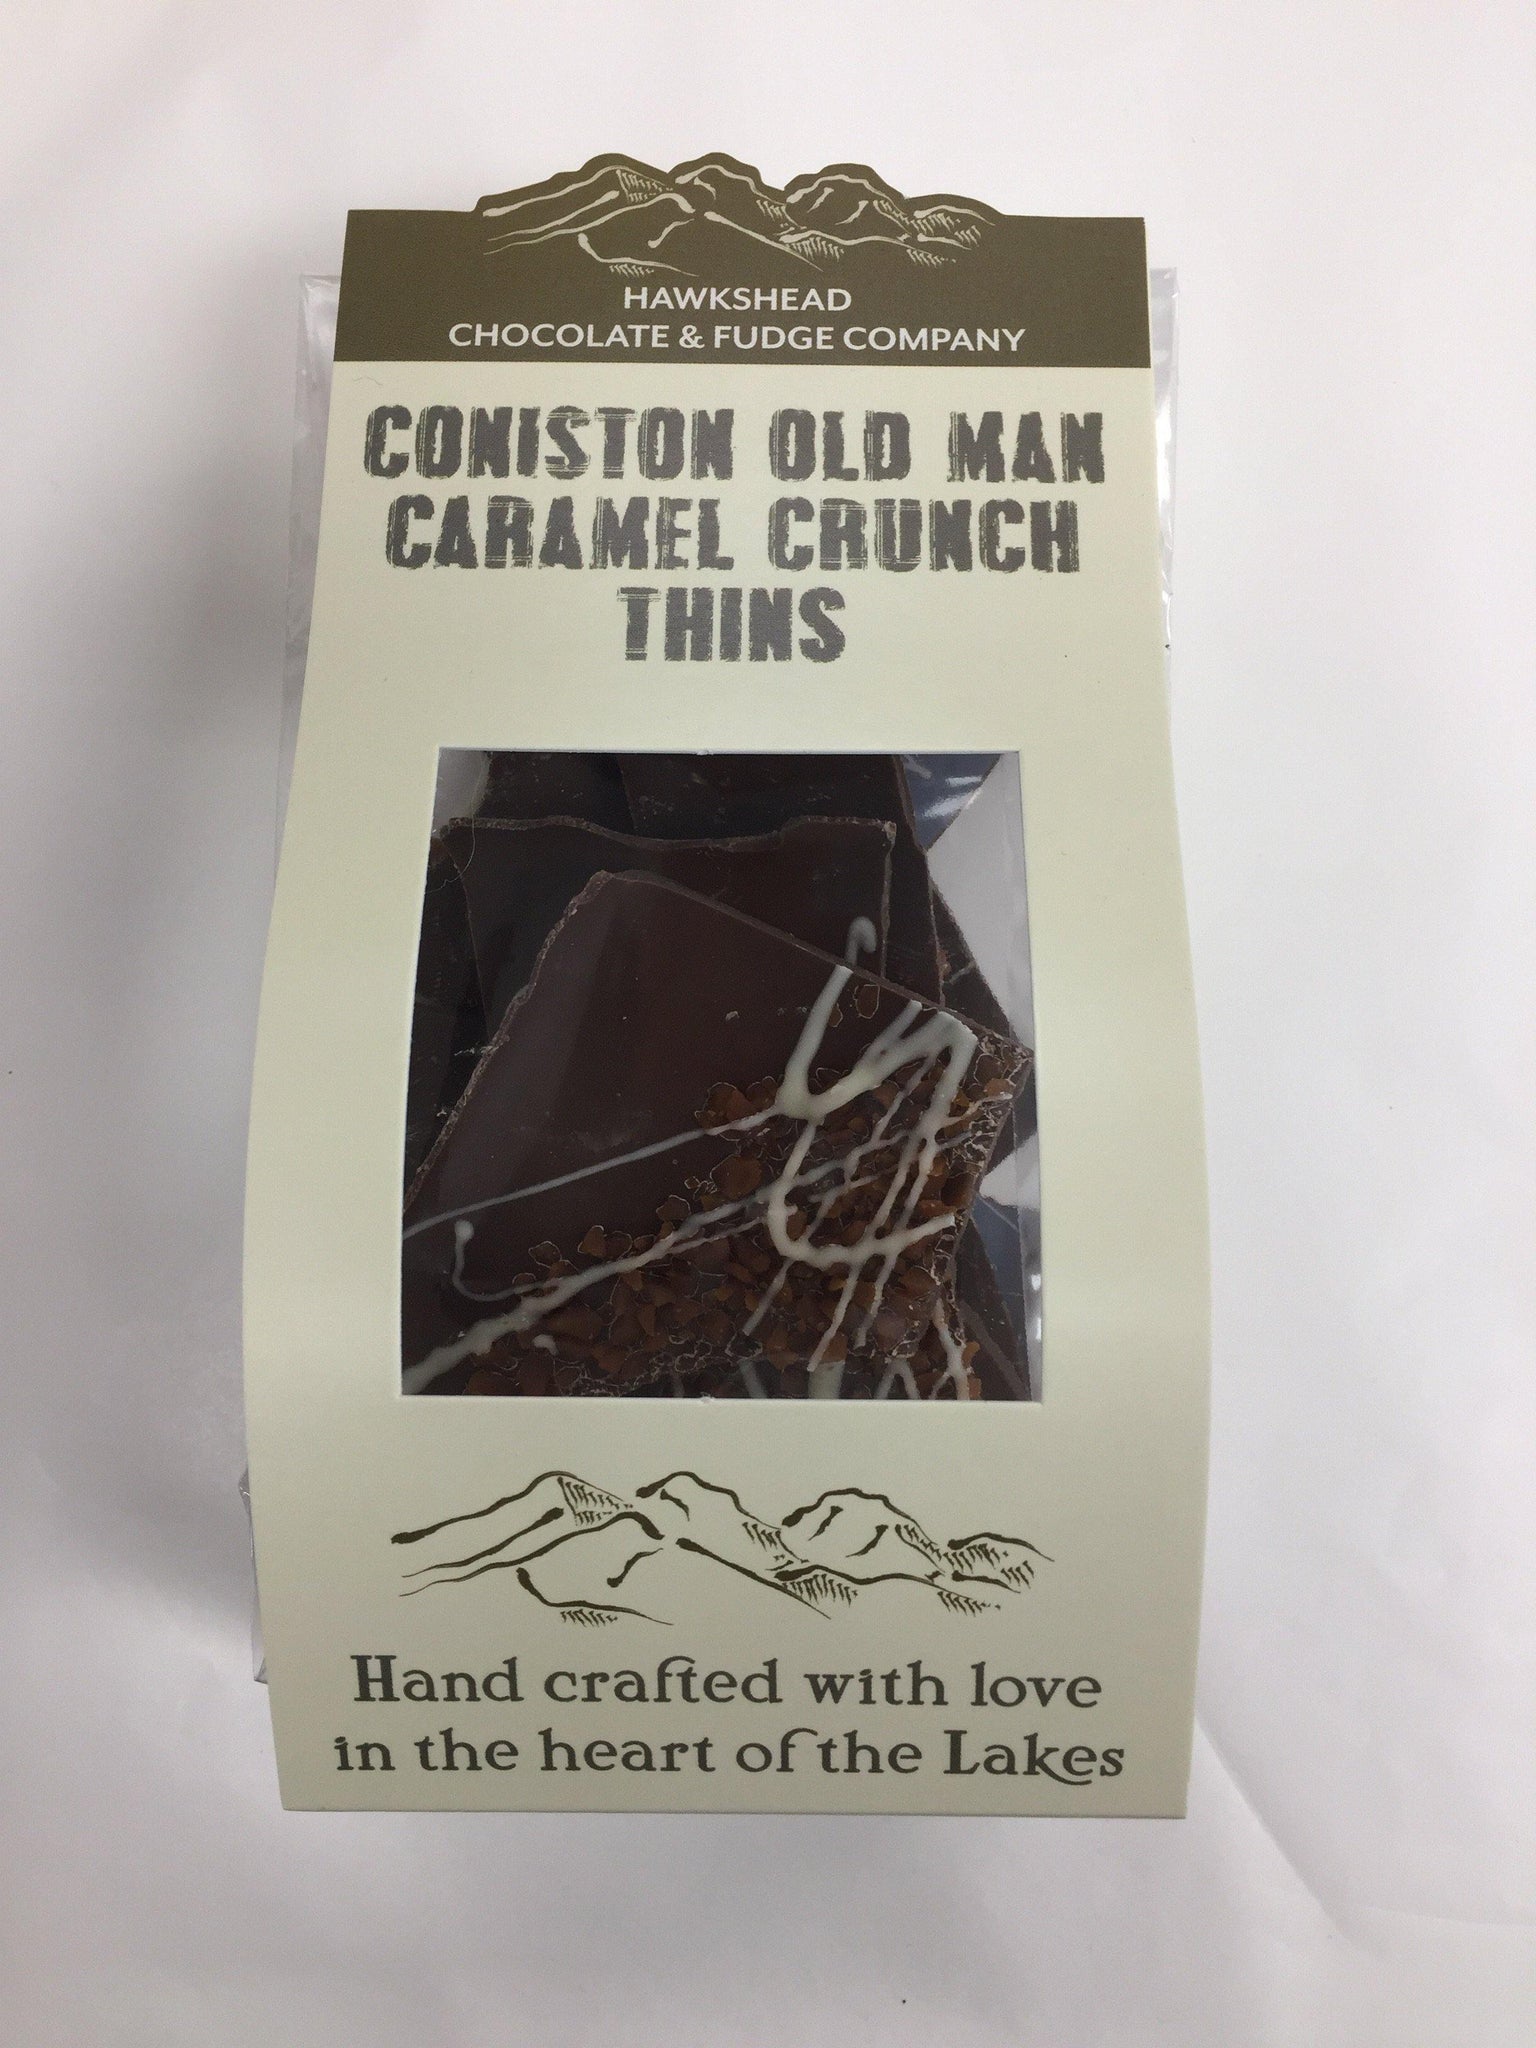 HAWKSHEAD
CHOCOLATE & FUDGE COMPANY
CONISTON OLD MAN
CARAMEL CRUNCH
THINS
Hand crafted with love
in the heart of the Lakes